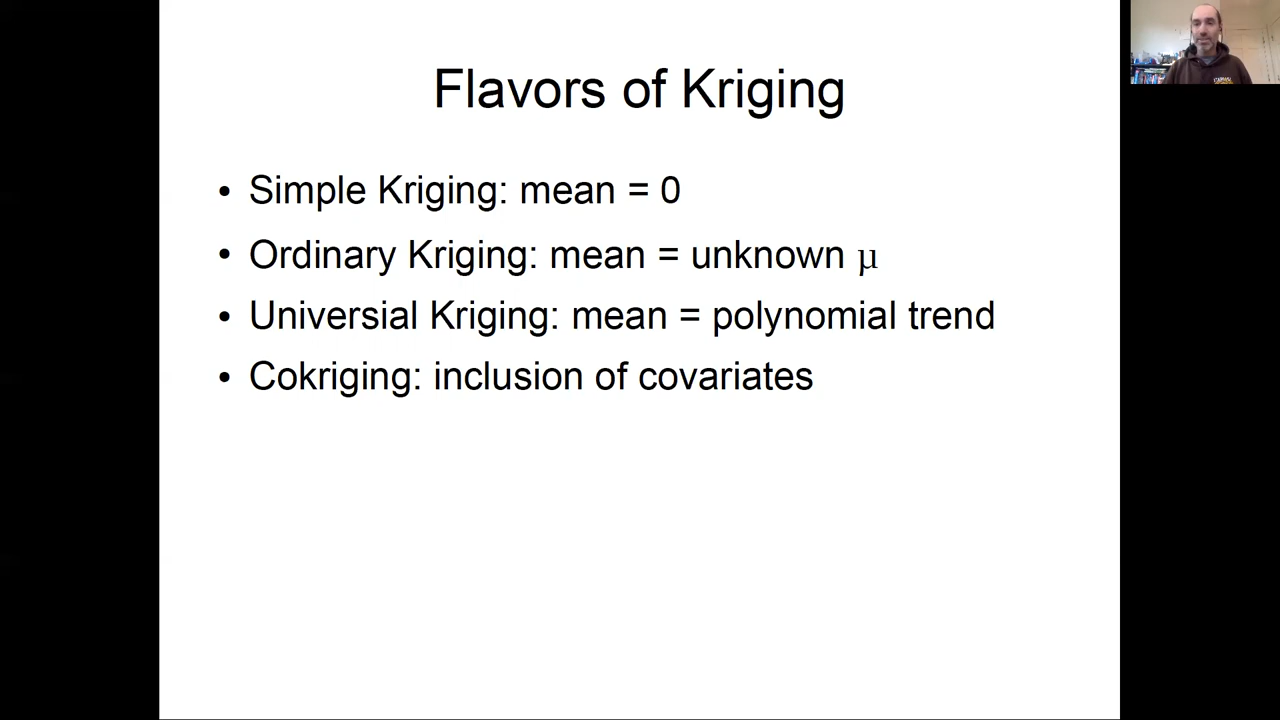 Flavors of Kriging
• Simple Kriging: mean = 0
• Ordinary Kriging: mean = unknown µ
• Universial Kriging: mean = polynomial trend
• Cokriging: inclusion of covariates